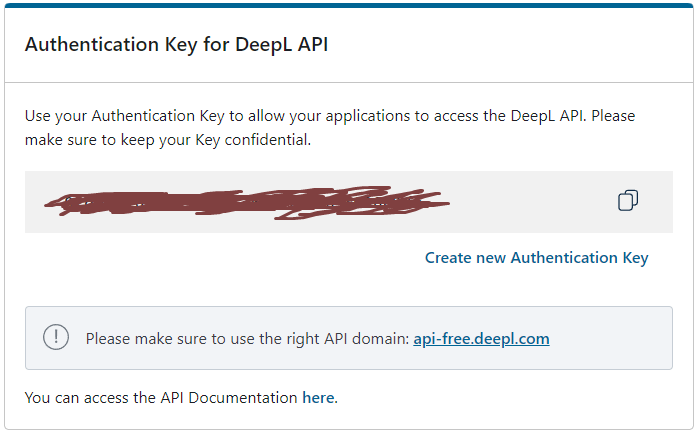 Authentication Key for DeepL API
Use your Authentication Key to allow your applications to access the DeepL API. Please
make sure to keep your Key confidential.
Create new Authentication Key
Please make sure to use the right API domain: api-free.deepl.com
You can access the API Documentation here.